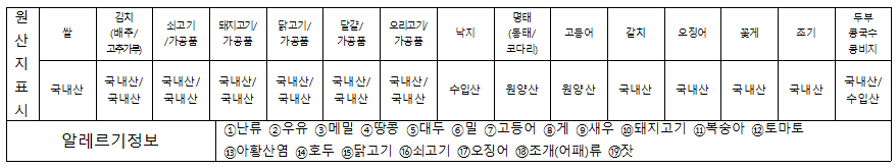 원산지표시
쌀
김치(배추/고추가루)
쇠고기/가공품
돼지고기/가공품
닭고기/가공품
달걀/가공품
오리고기/가공품
낙지
명태(동태/코다리)
고등어
갈치
오징어
꽃게
조기
두부 콩국수 콩비지
국내산
국내산/국내산
국내산/국내산
국내산/국내산
국내산/국내산
국내산/국내산
국내산/국내산
수입산
원양산
원양산
국내산
국내산
국내산
국내산
국내산/수입산
알레르기정보
①난류 ②우유 ③메밀 ④땅콩 ⑤대두 ⑥밀 ⑦고등어 ⑧게 ⑨새우 ⑩돼지고기 ⑪복숭아 ⑫토마토
⑬아황산염 ⑭호두 ⑮닭고기 ⑯쇠고기 ⑰오징어 ⑱조개(어패)류 ⑲잣